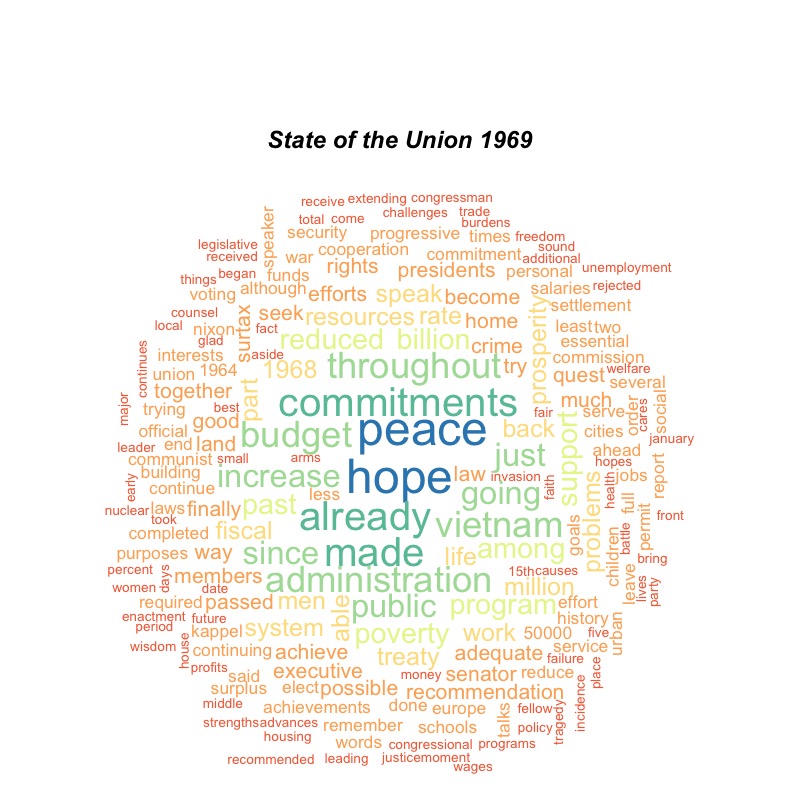 State of the Union 1969
receive extending congressman
total come challenges trade
speaker security progressive times burdens freedom
legislative war cooperation commitment sound
received rights presidents personal additional unemployment
things began funds
voting although efforts speak become salaries rejected
counsel seek resources rate home prosperity settlement
local nixon surtax fact reduced billion crime least two
glad essential
continues interests aside throughout try commission
union 1964 1968 quest welfare
together part commitments much several
major trying best fair serve order cares social
official good budget peace back support cities january
leader end land just ahead
communist small arms hope law invasion hopes report
building increase going faith health jobs
early continue less
nuclear laws finally past already vietnam problems full permit front
took goals battle
completed fiscal made among
purposes way since life children bring
percent days members administration 15th causes
women date million leave lives party
required passed men able public program effort
enactment future history
period kappel system poverty work 50000 five urban
wisdom house continuing achieve treaty adequate service
profits executive failure place
said money senator reduce
surplus elect possible recommendation
middle achievements done europe fellow incidence
strengths advances remember schools talks policy tragedy
housing words congressional programs
recommended leading justice moment
wages